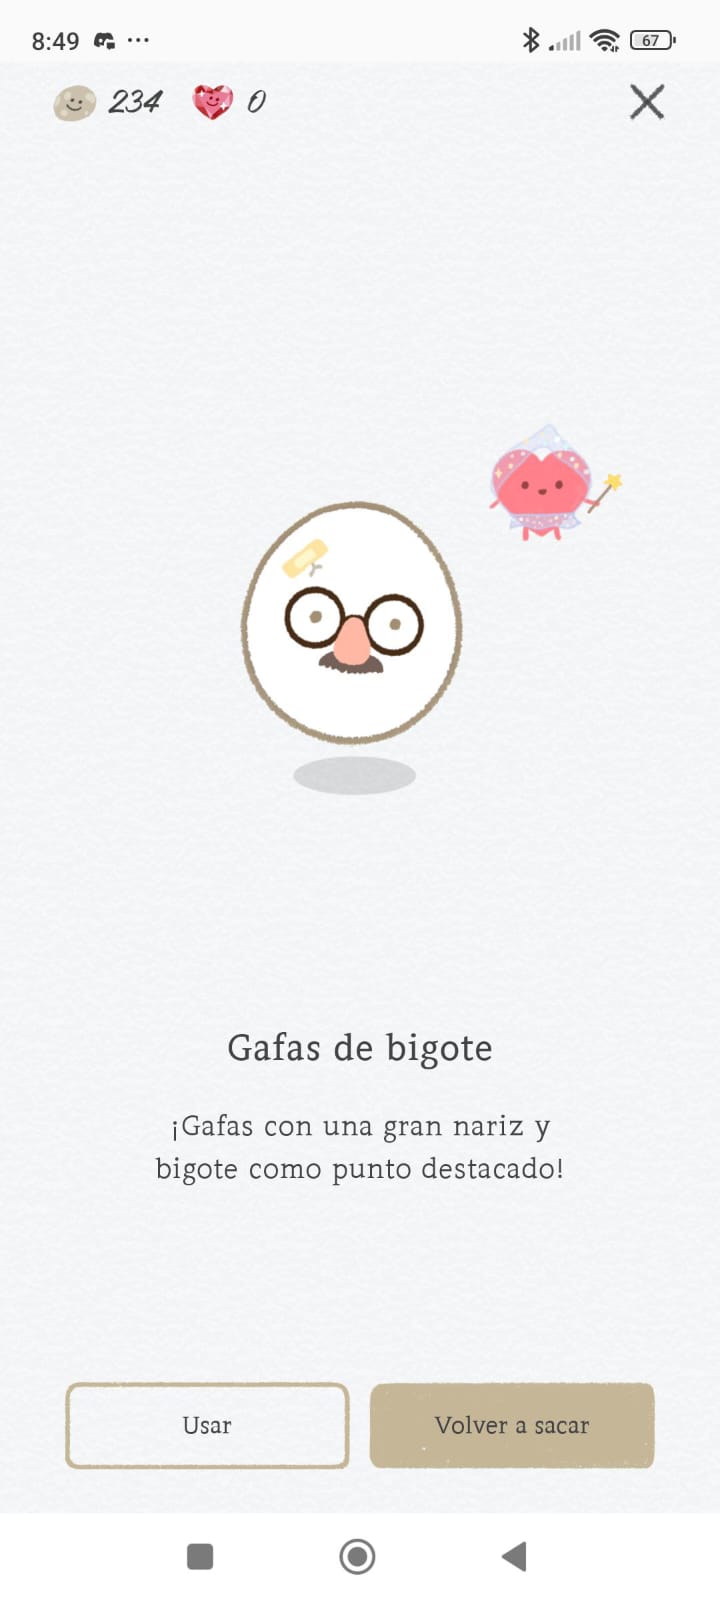 8:49
67
234 0
Gafas de bigote
¡Gafas con una gran nariz y
bigote como punto destacado!
Usar
Volver a sacar